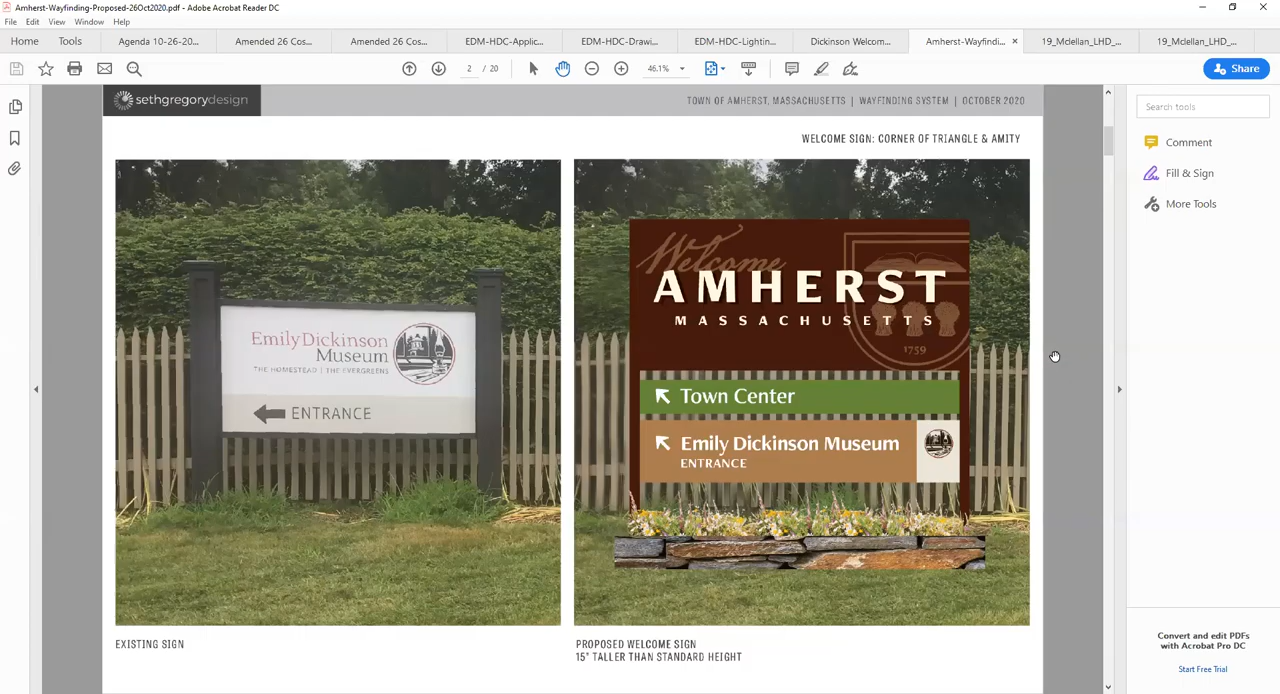 Amherst-Wayfinding-Proposed-26Oct2020.pdf - Adobe Acrobat Reader DC
File Edit View Window Help
Home Tools Agenda 10-26-20... Amended 26 Cos... Amended 26 Cos... EDM-HDC-Applic... EDM-HDC-Drawi... EDM-HDC-Lightin... Dickinson Welcom... Amherst-Wayfindi... 19_Mclellan_LHD_... 19_Mclellan_LHD_...
2 / 20 46.1% Share
sethgregorydesign TOWN OF AMHERST, MASSACHUSETTS | WAYFINDING SYSTEM | OCTOBER 2020
WELCOME SIGN: CORNER OF TRIANGLE & AMITY
Emily Dickinson
Museum
THE HOMESTEAD | THE EVERGREENS
ENTRANCE
Welcome
AMHERST
MASSACHUSETTS
1759
Town Center
Emily Dickinson Museum
ENTRANCE
EXISTING SIGN
PROPOSED WELCOME SIGN
15" TALLER THAN STANDARD HEIGHT
Search tools
Comment
Fill & Sign
More Tools
Convert and edit PDFs
with Acrobat Pro DC
Start Free Trial